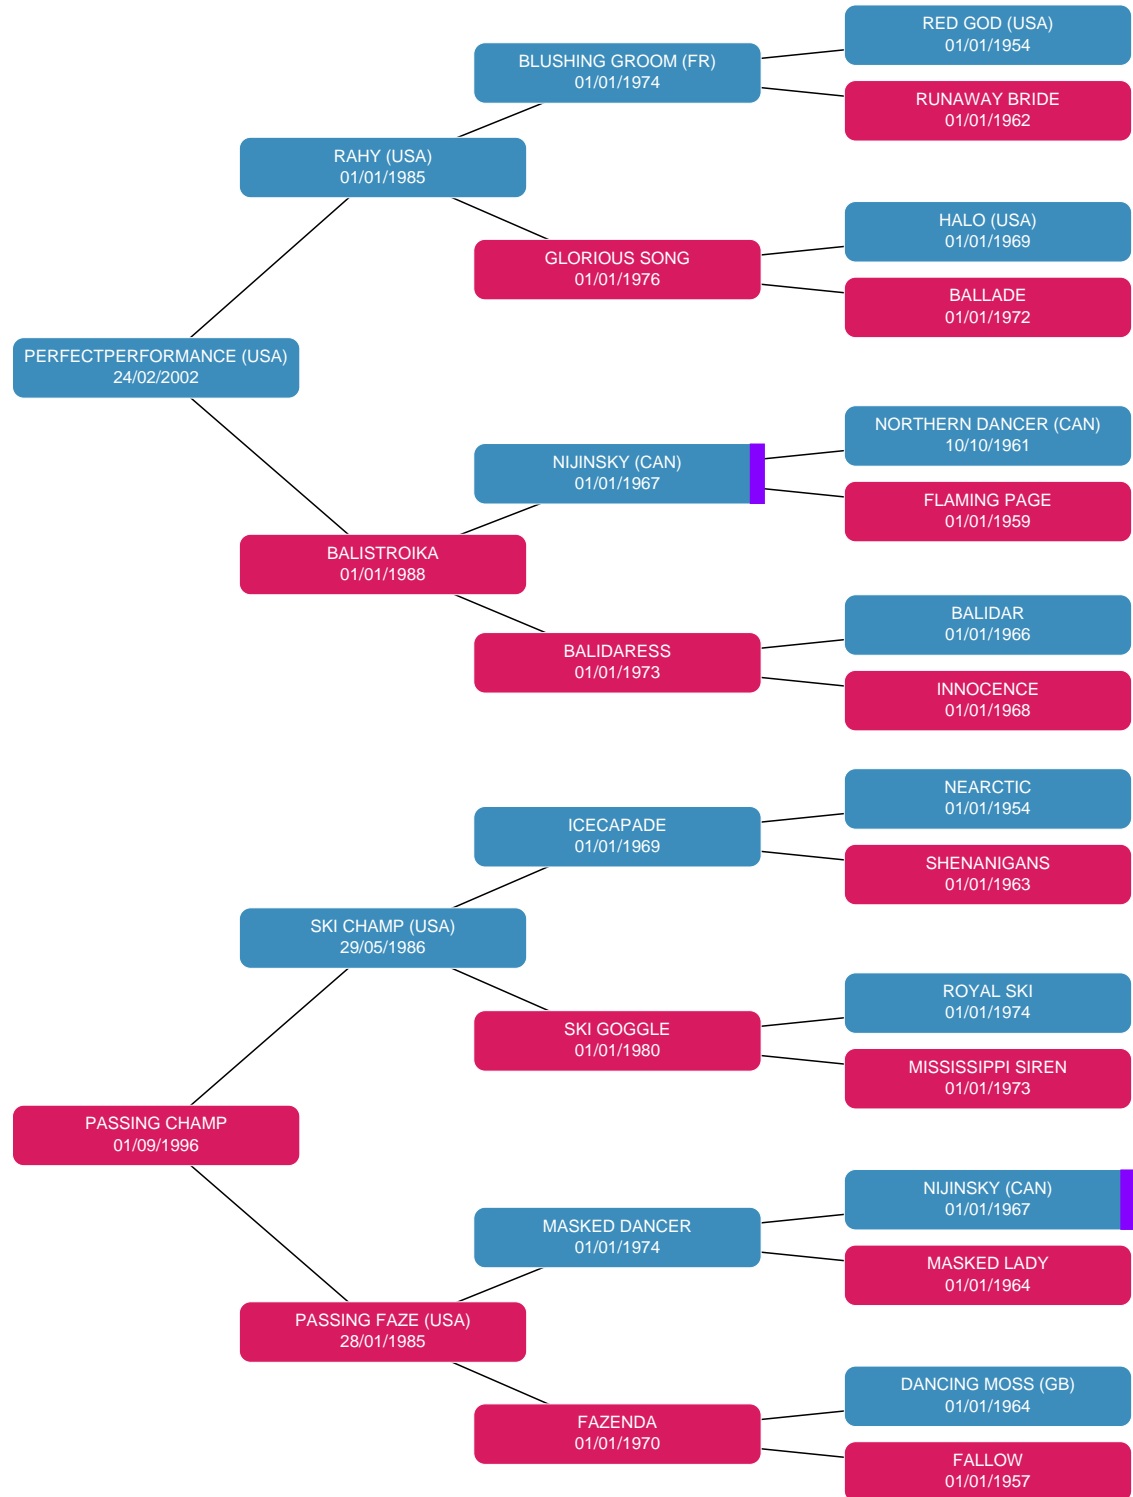 RED GOD (USA)
01/01/1954
BLUSHING GROOM (FR)
01/01/1974
RUNAWAY BRIDE
01/01/1962
RAHY (USA)
01/01/1985
HALO (USA)
01/01/1969
GLORIOUS SONG
01/01/1976
BALLADE
01/01/1972
PERFECTPERFORMANCE (USA)
24/02/2002
NORTHERN DANCER (CAN)
10/10/1961
NIJINSKY (CAN)
01/01/1967
FLAMING PAGE
01/01/1959
BALISTROIKA
01/01/1988
BALIDAR
01/01/1966
BALIDARESS
01/01/1973
INNOCENCE
01/01/1968
NEARCTIC
01/01/1954
ICECAPADE
01/01/1969
SHENANIGANS
01/01/1963
SKI CHAMP (USA)
29/05/1986
ROYAL SKI
01/01/1974
SKI GOGGLE
01/01/1980
MISSISSIPPI SIREN
01/01/1973
PASSING CHAMP
01/09/1996
NIJINSKY (CAN)
01/01/1967
MASKED DANCER
01/01/1974
MASKED LADY
01/01/1964
PASSING FAZE (USA)
28/01/1985
DANCING MOSS (GB)
01/01/1964
FAZENDA
01/01/1970
FALLOW
01/01/1957